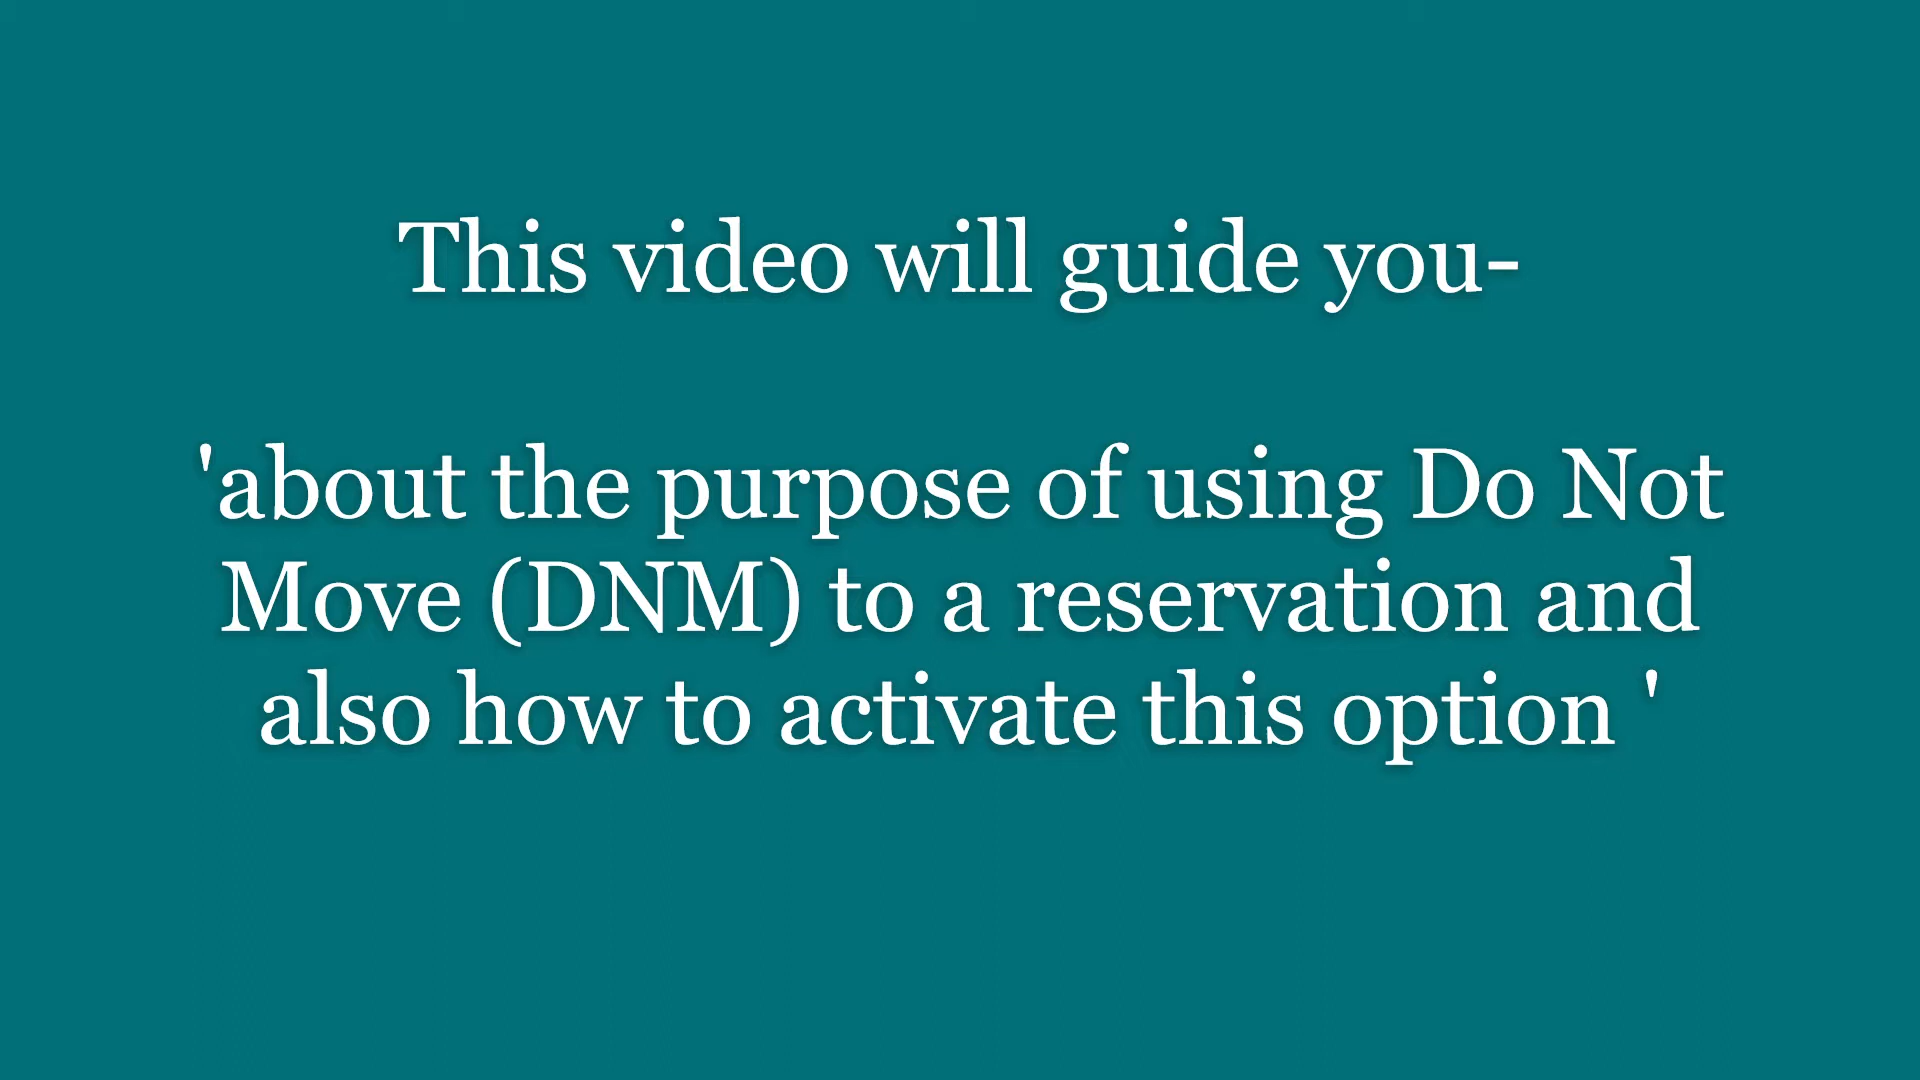 This video will guide you-
'about the purpose of using Do Not
Move (DNM) to a reservation and
also how to activate this option '